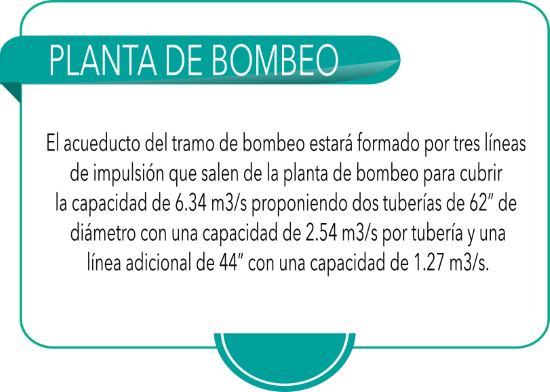 PLANTA DE BOMBEO
El acueducto del tramo de bombeo estará formado por tres líneas
de impulsión que salen de la planta de bombeo para cubrir
la capacidad de 6.34 m3/s proponiendo dos tuberías de 62” de
diámetro con una capacidad de 2.54 m3/s por tubería y una
línea adicional de 44” con una capacidad de 1.27 m3/s.